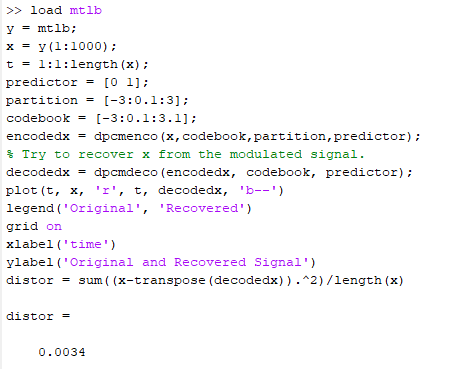 >> load mtlb
y = mtlb;
x = y(1:1000);
t = 1:1:length(x);
predictor = [0 1];
partition = [-3:0.1:3];
codebook = [-3:0.1:3.1];
encodedx = dpcmenco(x,codebook,partition,predictor);
% Try to recover x from the modulated signal.
decodedx = dpcmdeco(encodedx, codebook, predictor);
plot(t, x, 'r', t, decodedx, 'b--')
legend('Original', 'Recovered')
grid on
xlabel('time')
ylabel('Original and Recovered Signal')
distor = sum((x-transpose(decodedx)).^2)/length(x)
distor =
0.0034